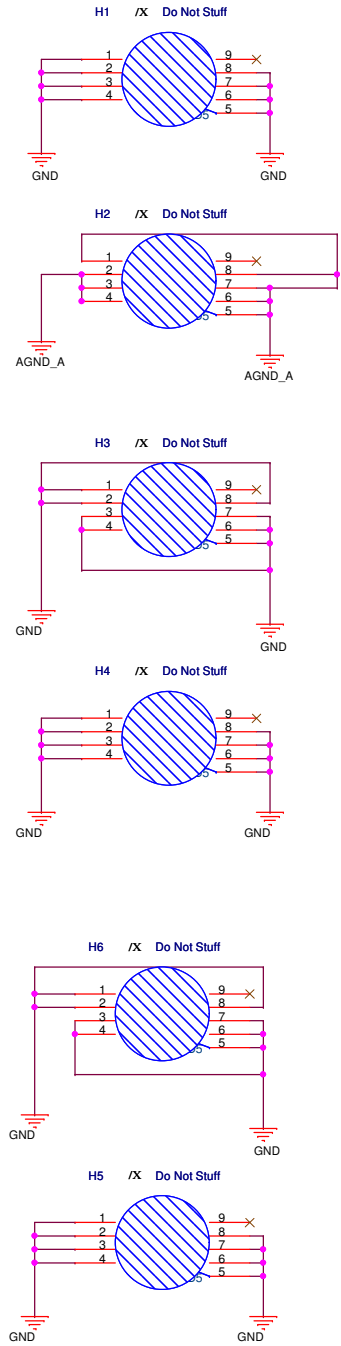 H1 /X Do Not Stuff
1 9
2 8
3 7
4 6
5
GND GND
H2 /X Do Not Stuff
1 9
2 8
3 7
4 6
5
AGND_A AGND_A
H3 /X Do Not Stuff
1 9
2 8
3 7
4 6
5
GND GND
H4 /X Do Not Stuff
1 9
2 8
3 7
4 6
5
GND GND
H6 /X Do Not Stuff
1 9
2 8
3 7
4 6
5
GND GND
H5 /X Do Not Stuff
1 9
2 8
3 7
4 6
5
GND GND